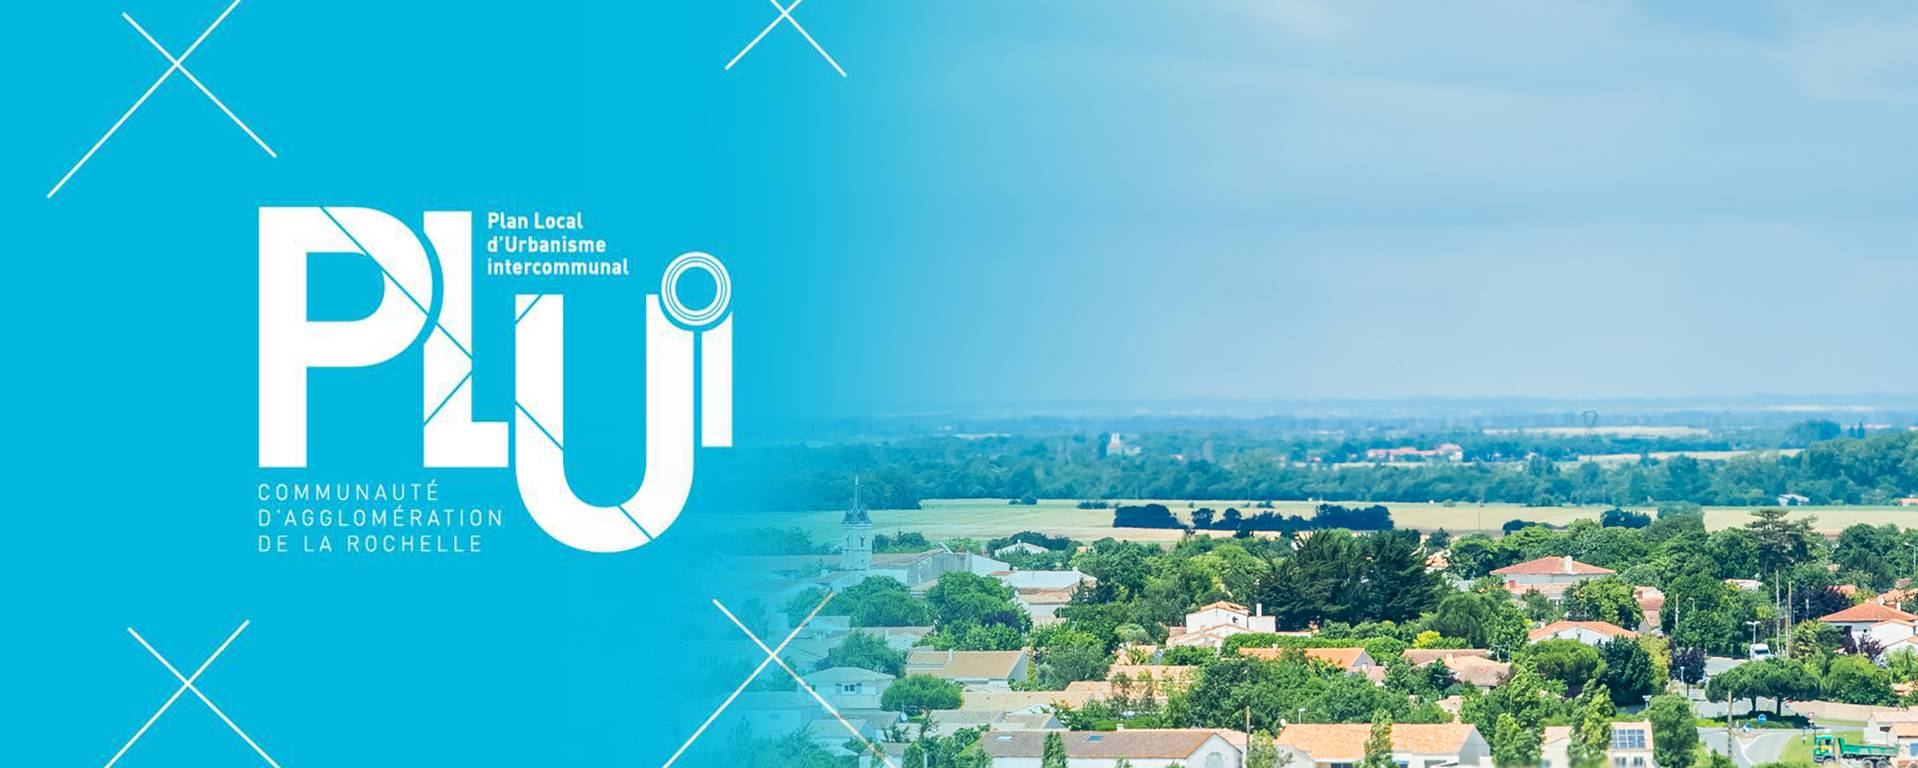 PLUi
Plan Local
d'Urbanisme
intercommunal
COMMUNAUTÉ
D'AGGLOMÉRATION
DE LA ROCHELLE